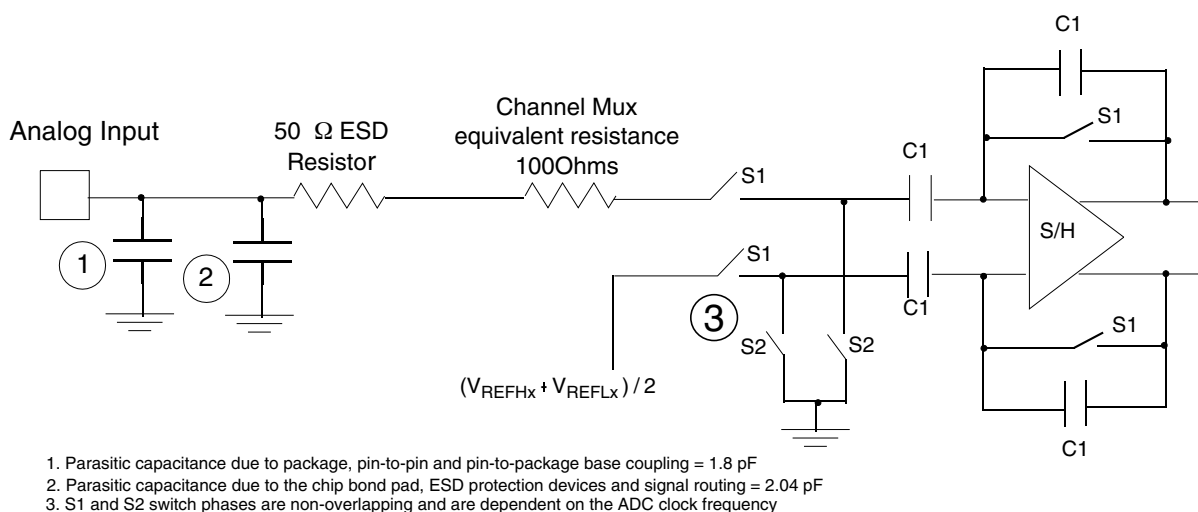 C1
Analog Input
50 Ω ESD
Resistor
Channel Mux
equivalent resistance
100Ohms
S1
C1
S1
S/H
1
2
S1
3
C1
S2
S2
S1
(VREFHx + VREFLx ) / 2
C1
1. Parasitic capacitance due to package, pin-to-pin and pin-to-package base coupling = 1.8 pF
2. Parasitic capacitance due to the chip bond pad, ESD protection devices and signal routing = 2.04 pF
3. S1 and S2 switch phases are non-overlapping and are dependent on the ADC clock frequency